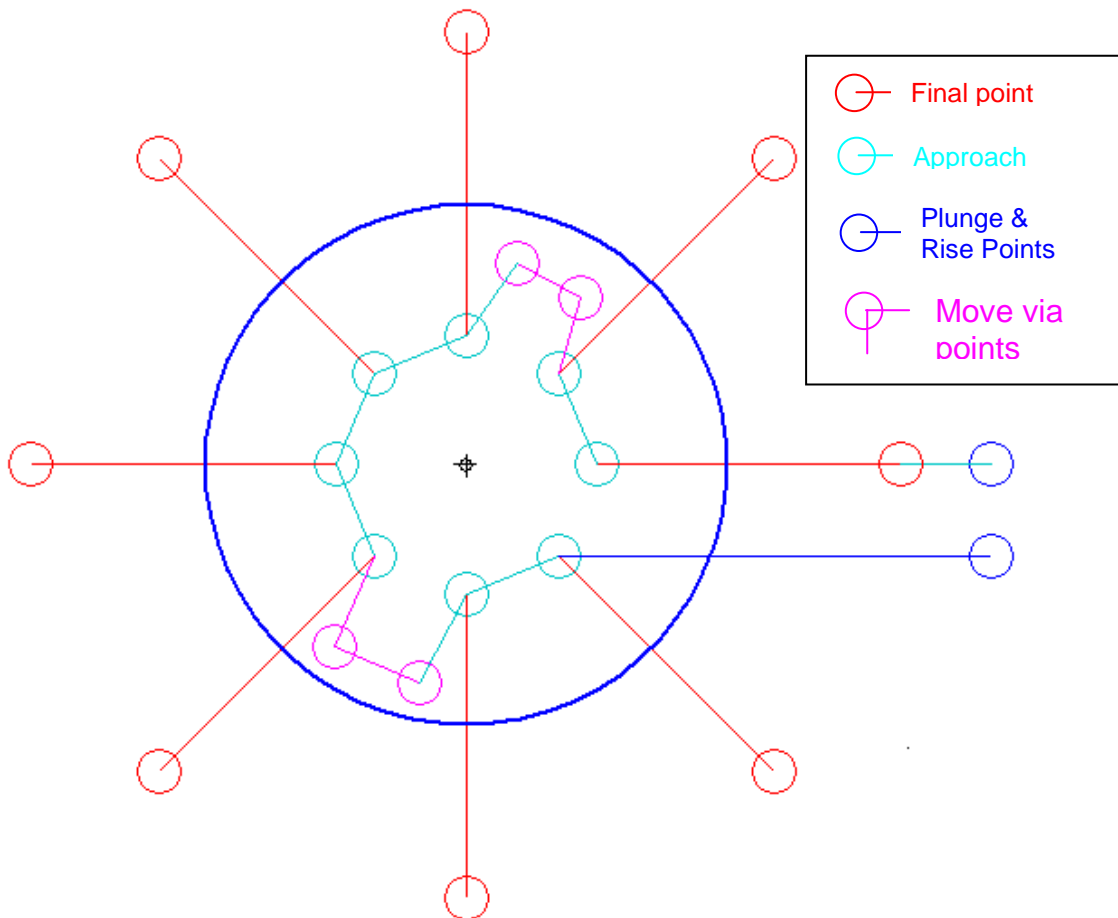 Final point
Approach
Plunge &
Rise Points
Move via
points